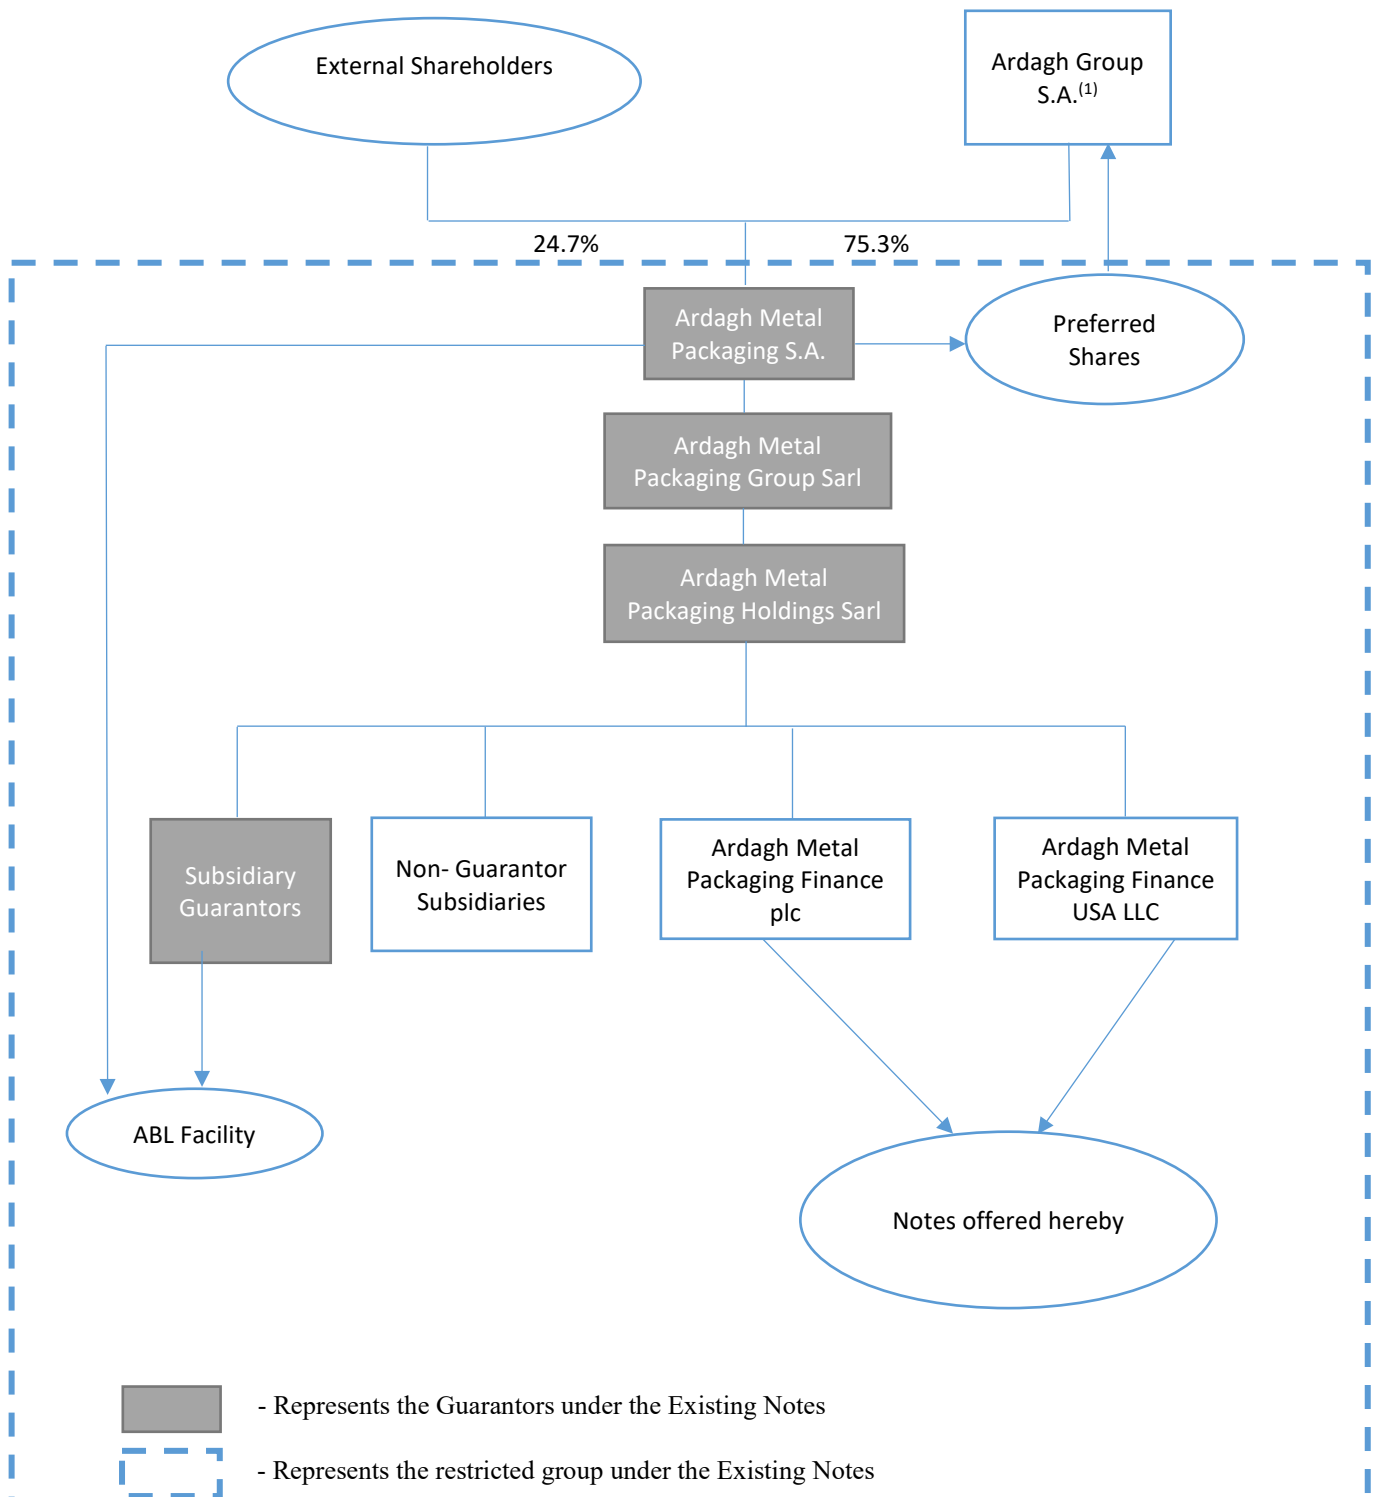 External Shareholders
Ardagh Group
S.A.(1)
24.7%
75.3%
Ardagh Metal
Packaging S.A.
Preferred
Shares
Ardagh Metal
Packaging Group Sarl
Ardagh Metal
Packaging Holdings Sarl
Subsidiary
Guarantors
Non- Guarantor
Subsidiaries
Ardagh Metal
Packaging Finance
plc
Ardagh Metal
Packaging Finance
USA LLC
ABL Facility
Notes offered hereby
- Represents the Guarantors under the Existing Notes
- Represents the restricted group under the Existing Notes